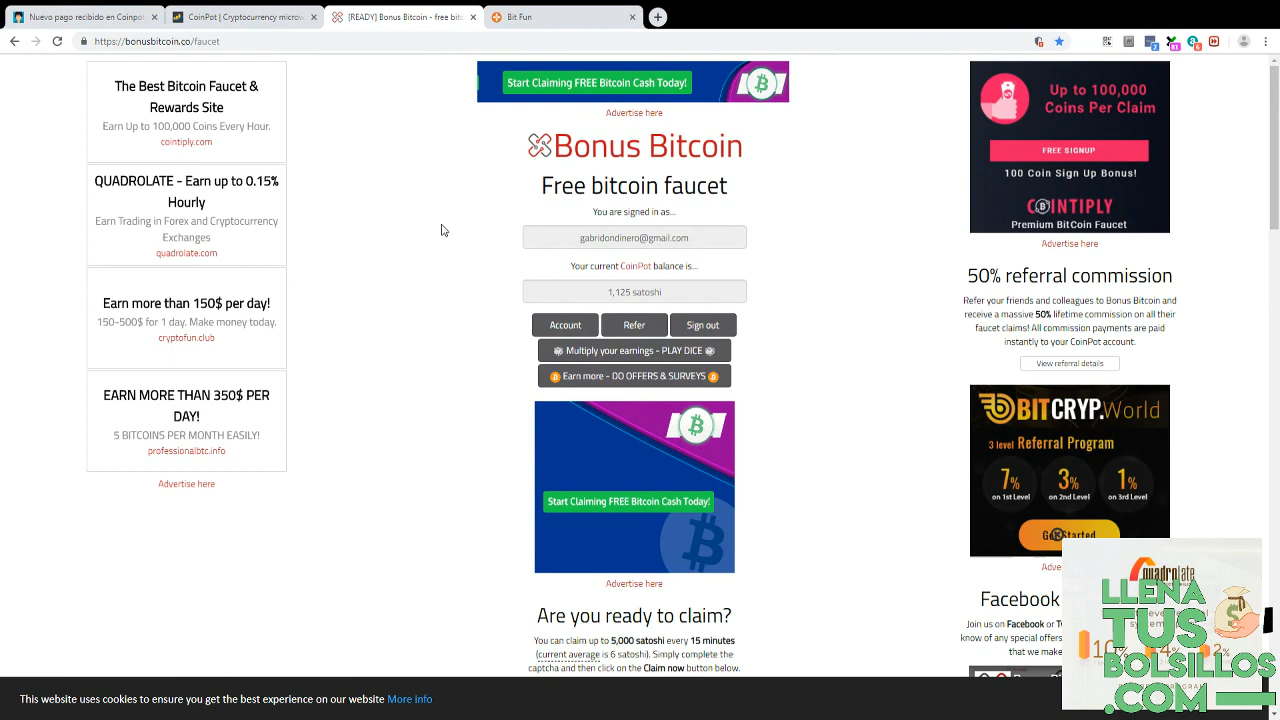 Nuevo pago recibido en Coinpot
CoinPot | Cryptocurrency microw
[READY] Bonus Bitcoin - free bitc
Bit Fun
https://bonusbitcoin.co/faucet
The Best Bitcoin Faucet &
Rewards Site
Earn Up to 100,000 Coins Every Hour.
cointiply.com
QUADROLATE - Earn up to 0.15%
Hourly
Earn Trading in Forex and Cryptocurrency
Exchanges
quadrolate.com
Earn more than 150$ per day!
150-500$ for 1 day. Make money today.
cryptofun.club
EARN MORE THAN 350$ PER
DAY!
5 BITCOINS PER MONTH EASILY!
professionalbtc.info
Advertise here
Start Claiming FREE Bitcoin Cash Today!
Advertise here
Bonus Bitcoin
Free bitcoin faucet
You are signed in as...
gabridondinero@gmail.com
Your current CoinPot balance is...
1,125 satoshi
Account
Refer
Sign out
Multiply your earnings - PLAY DICE
Earn more - DO OFFERS & SURVEYS
Start Claiming FREE Bitcoin Cash Today!
Advertise here
Are you ready to claim?
You can claim up to 5,000 satoshi every 15 minutes
(current average is 6 satoshi). Simply complete the
captcha and then click on the Claim now button below.
Up to 100,000
Coins Per Claim
FREE SIGNUP
100 Coin Sign Up Bonus!
COINTIPLY
Premium BitCoin Faucet
Advertise here
50% referral commission
Refer your friends and colleagues to Bonus Bitcoin and
receive a massive 50% lifetime commission on all their
faucet claims! All commission payments are paid
instantly to your CoinPot account.
View referral details
BITCRYP.World
3 level Referral Program
7% 3% 1%
on 1st Level on 2nd Level on 3rd Level
Get Started
Adve
Facebook
Join us on Facebook or T
know of any special offers
that we make
quadrolate
LLENA
TUS
BOLSILLOS
.COM
This website uses cookies to ensure you get the best experience on our website More info